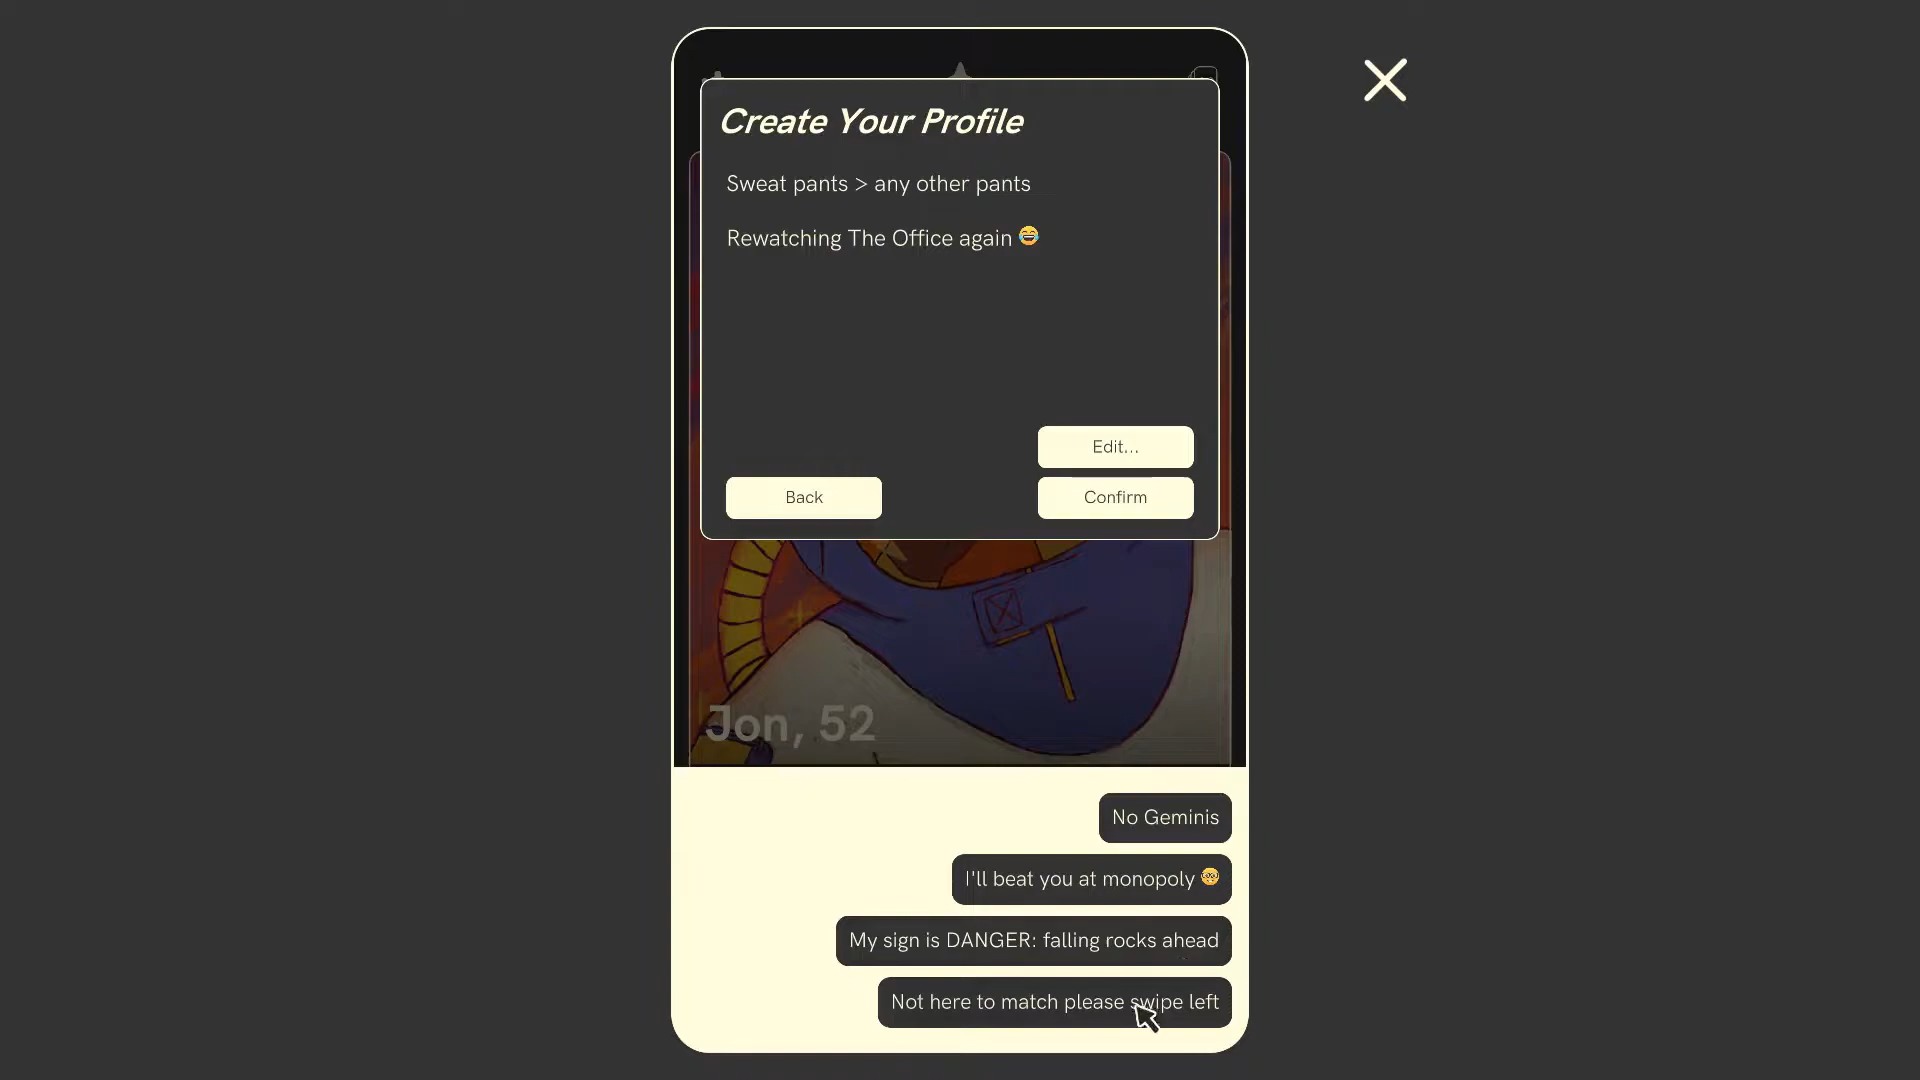 Create Your Profile
Sweat pants > any other pants
Rewatching The Office again 😂
Edit...
Back
Confirm
Jon, 52
No Geminis
I'll beat you at monopoly 🤓
My sign is DANGER: falling rocks ahead
Not here to match please swipe left